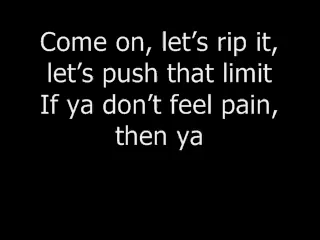 Come on, let’s rip it,
let’s push that limit
If ya don’t feel pain,
then ya